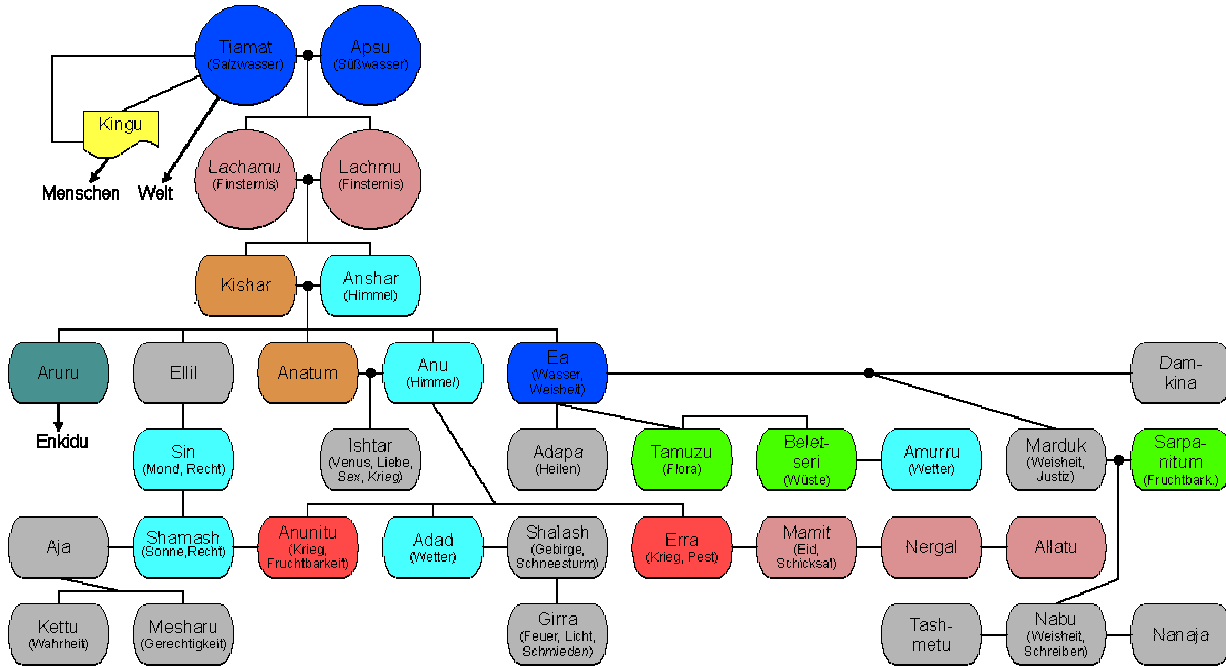 Tiamat
(Salzwasser)
Apsu
(Süßwasser)
Kingu
Menschen
Welt
Lachamu
(Finsternis)
Lachmu
(Finsternis)
Kishar
Anshar
(Himmel)
Aruru
Ellil
Anatum
Anu
(Himmel)
Ea
(Wasser,
Weisheit)
Dam-
kina
Enkidu
Sin
(Mond, Recht)
Ishtar
(Venus, Liebe,
Sex, Krieg)
Adapa
(Heilen)
Tamuzu
(Flora)
Belet-
seri
(Wüste)
Amurru
(Wetter)
Marduk
(Weisheit,
Justiz)
Sarpa-
nitum
(Fruchtbark.)
Aja
Shamash
(Sonne, Recht)
Anunitu
(Krieg,
Fruchtbarkeit)
Adad
(Wetter)
Shalash
(Gebirge,
Schneesturm)
Erra
(Krieg, Pest)
Mamit
(Eid,
Schicksal)
Nergal
Allatu
Kettu
(Wahrheit)
Mesharu
(Gerechtigkeit)
Girra
(Feuer, Licht,
Schmieden)
Tash-
metu
Nabu
(Weisheit,
Schreiben)
Nanaja